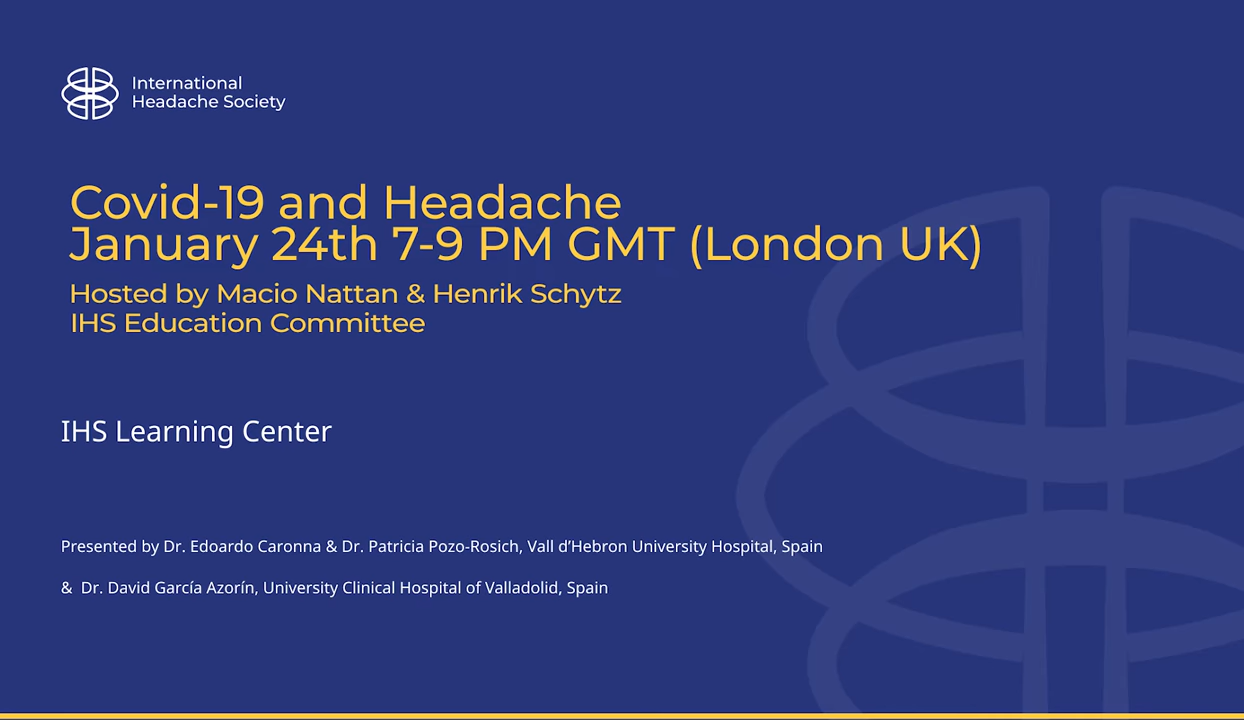 International
Headache Society
Covid-19 and Headache
January 24th 7-9 PM GMT (London UK)
Hosted by Macio Nattan & Henrik Schytz
IHS Education Committee
IHS Learning Center
Presented by Dr. Edoardo Caronna & Dr. Patricia Pozo-Rosich, Vall d’Hebron University Hospital, Spain
& Dr. David García Azorín, University Clinical Hospital of Valladolid, Spain